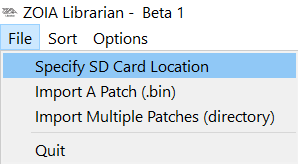 ZOIA Librarian - Beta 1
File Sort Options
Specify SD Card Location
Import A Patch (.bin)
Import Multiple Patches (directory)
Quit